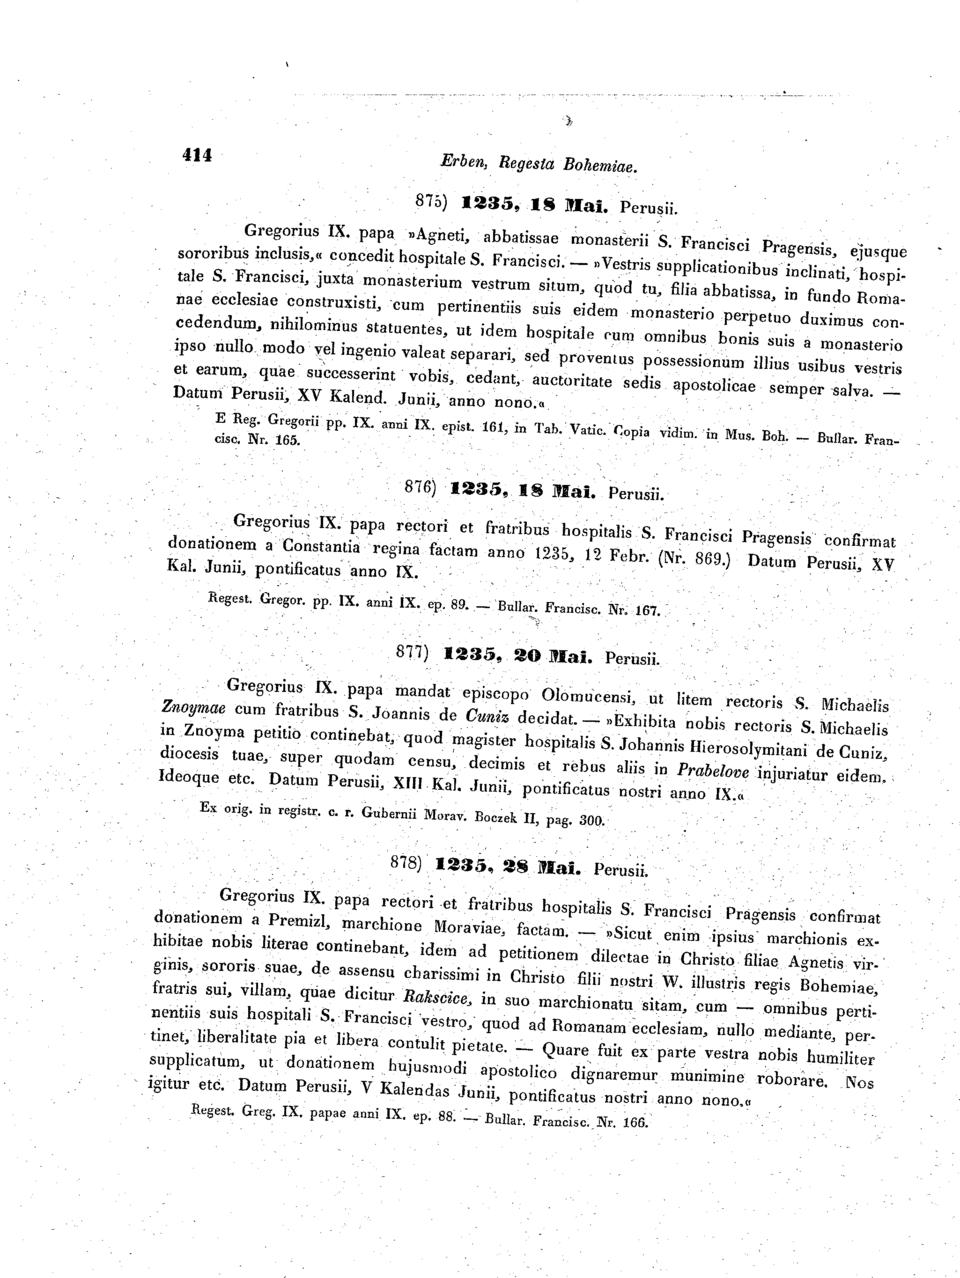 414
Erben, Regesta Bohemiae.
875) 1235, 18 Mai. Perusii.
Gregorius IX. papa »Agneti, abbatissae monasterii S. Francisci Pragensis, ejusque
sororibus inclusis,« concedit hospitale S. Francisci. — »Vestris supplicationibus inclinati, hospi-
tale S. Francisci, juxta monasterium vestrum situm, quod tu, filia abbatissa, in fundo Roma-
nae ecclesiae construxisti, cum pertinentiis suis eidem monasterio perpetuo duximus con-
cedendum, nihilominus statuentes, ut idem hospitale cum omnibus bonis suis a monasterio
ipso nullo modo vel ingenio valeat separari, sed proventus possessionum illius usibus vestris
et earum, quae successerint vobis, cedant, auctoritate sedis apostolicae semper salva. —
Datum Perusii, XV Kalend. Junii, anno nono.«
E Reg. Gregorii pp. IX. anni IX. epist. 161, in Tab. Vatic. Copia vidim. in Mus. Boh. — Bullar. Fran-
cisc. Nr. 165.
876) 1235, 18 Mai. Perusii.
Gregorius IX. papa rectori et fratribus hospitalis S. Francisci Pragensis confirmat
donationem a Constantia regina factam anno 1235, 12 Febr. (Nr. 869.) Datum Perusii, XV
Kal. Junii, pontificatus anno IX.
Regest. Gregor. pp. IX. anni IX. ep. 89. — Bullar. Francisc. Nr. 167.
877) 1235, 20 Mai. Perusii.
Gregorius IX. papa mandat episcopo Olomucensi, ut litem rectoris S. Michaelis
Znoymae cum fratribus S. Joannis de Cuniz decidat. — »Exhibita nobis rectoris S. Michaelis
in Znoyma petitio continebat, quod magister hospitalis S. Johannis Hierosolymitani de Cuniz,
diocesis tuae, super quodam censu, decimis et rebus aliis in Prabelove injuriatur eidem.
Ideoque etc. Datum Perusii, XIII Kal. Junii, pontificatus nostri anno IX.«
Ex orig. in registr. c. r. Gubernii Morav. Boczek II, pag. 300.
878) 1235, 28 Mai. Perusii.
Gregorius IX. papa rectori et fratribus hospitalis S. Francisci Pragensis confirmat
donationem a Premizl, marchione Moraviae, factam. — »Sicut enim ipsius marchionis ex-
hibitae nobis literae continebant, idem ad petitionem dilectae in Christo filiae Agnetis vir-
ginis, sororis suae, de assensu charissimi in Christo filii nostri W. illustris regis Bohemiae,
fratris sui, villam, quae dicitur Rakscice, in suo marchionatu sitam, cum — omnibus perti-
nentiis suis hospitali S. Francisci vestro, quod ad Romanam ecclesiam, nullo mediante, per-
tinet, liberalitate pia et libera contulit pietate. — Quare fuit ex parte vestra nobis humiliter
supplicatum, ut donationem hujusmodi apostolico dignaremur munimine roborare. Nos
igitur etc. Datum Perusii, V Kalendas Junii, pontificatus nostri anno nono.«
Regest. Greg. IX. papae anni IX. ep. 88. — Bullar. Francisc. Nr. 166.